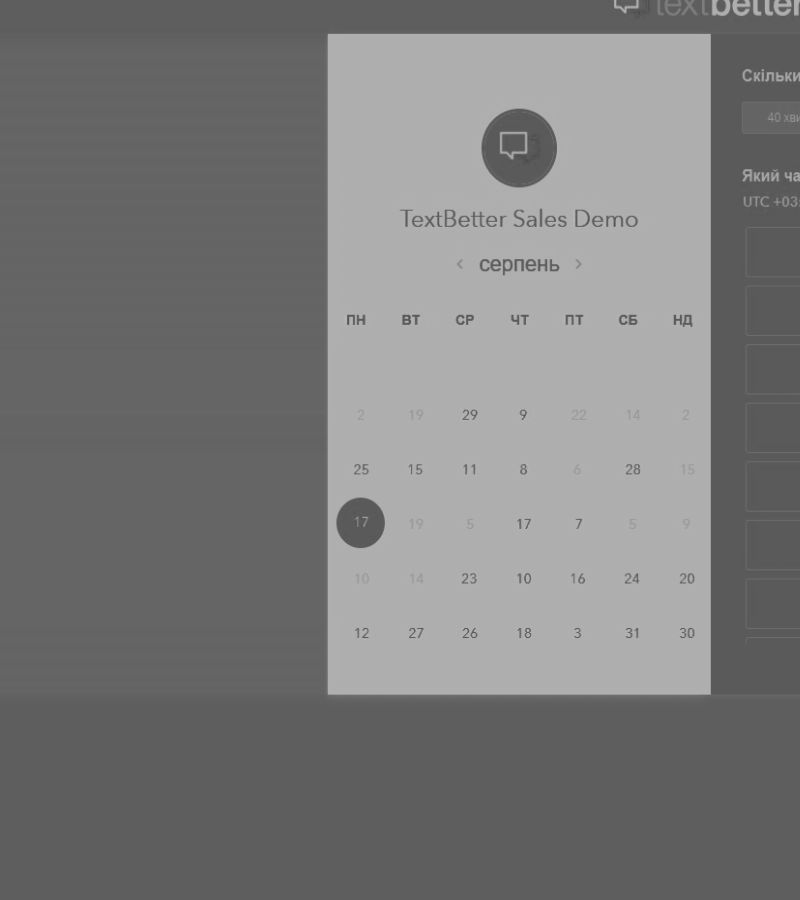 textbetter
TextBetter Sales Demo
серпень
ПН ВТ СР ЧТ ПТ СБ НД
2 19 29 9 22 14 2
25 15 11 8 6 28 15
17 19 5 17 7 5 9
10 14 23 10 16 24 20
12 27 26 18 3 31 30
Скільки
40 хви
Який ча
UTC +03: